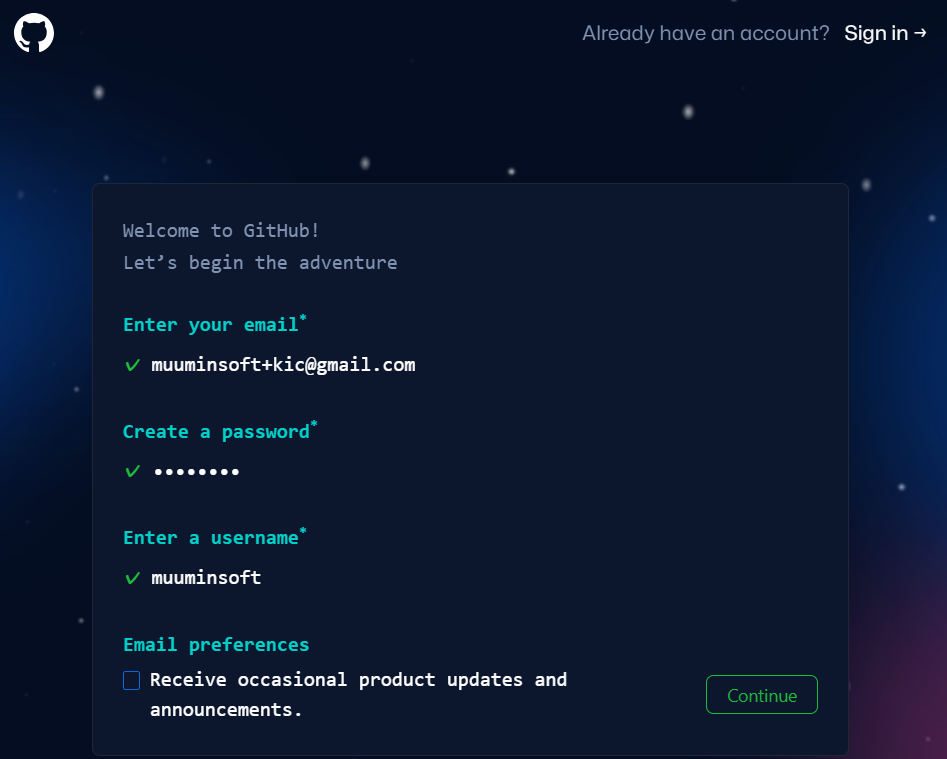 Already have an account? Sign in →
Welcome to GitHub!
Let’s begin the adventure
Enter your email*
✓ muuminsoft+kic@gmail.com
Create a password*
✓ ••••••••
Enter a username*
✓ muuminsoft
Email preferences
Receive occasional product updates and
announcements.
Continue